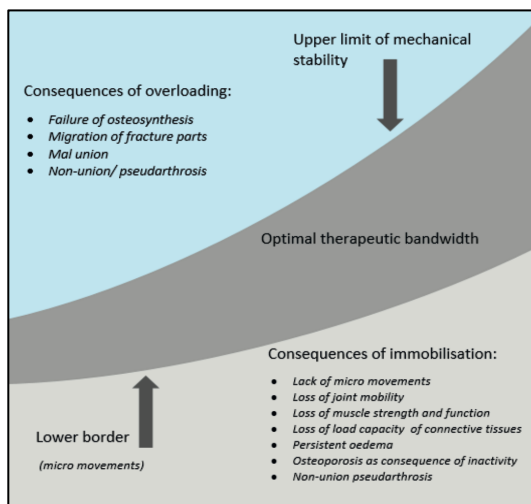 Upper limit of mechanical
stability
Consequences of overloading:
• Failure of osteosynthesis
• Migration of fracture parts
• Mal union
• Non-union/ pseudarthrosis
Optimal therapeutic bandwidth
Consequences of immobilisation:
• Lack of micro movements
• Loss of joint mobility
• Loss of muscle strength and function
• Loss of load capacity of connective tissues
• Persistent oedema
• Osteoporosis as consequence of inactivity
• Non-union pseudarthrosis
Lower border
(micro movements)